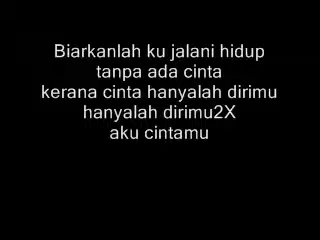 Biarkanlah ku jalani hidup
tanpa ada cinta
kerana cinta hanyalah dirimu
hanyalah dirimu2X
aku cintamu